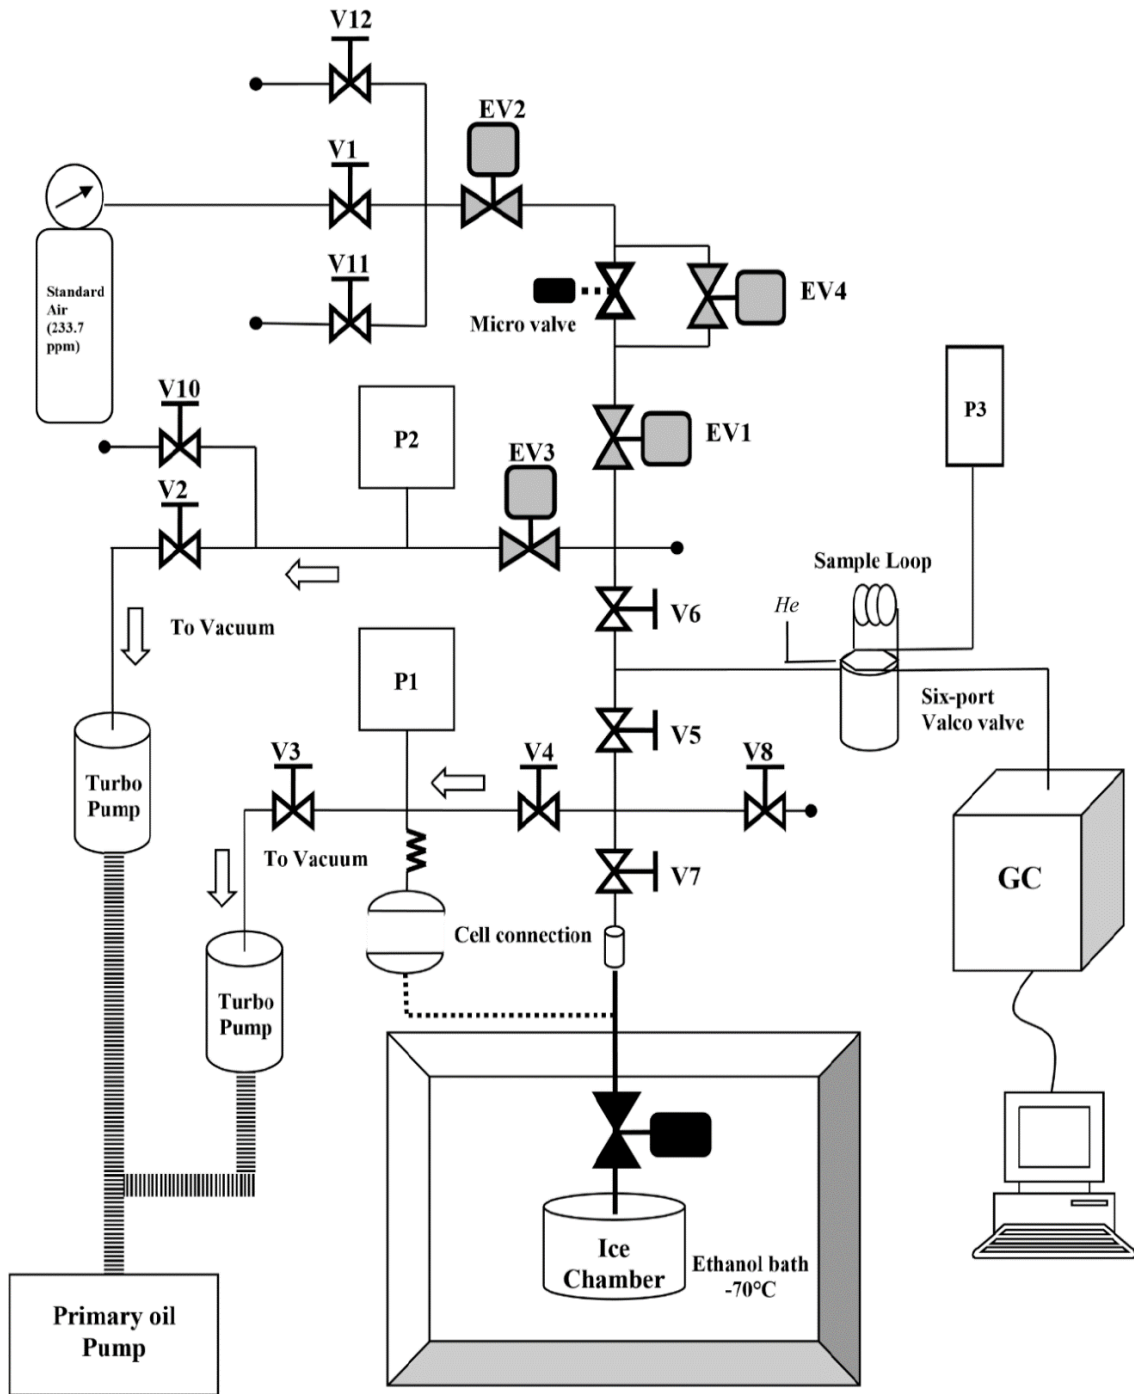 V12
EV2
V1
Standard
Air
(233.7
ppm)
V11
Micro valve
EV4
V10
P2
EV3
EV1
P3
V2
Sample Loop
He
V6
To Vacuum
P1
Six-port
Valco valve
V5
V3
V4
V8
Turbo
Pump
To Vacuum
V7
GC
Cell connection
Turbo
Pump
Ice
Chamber
Ethanol bath
-70°C
Primary oil
Pump